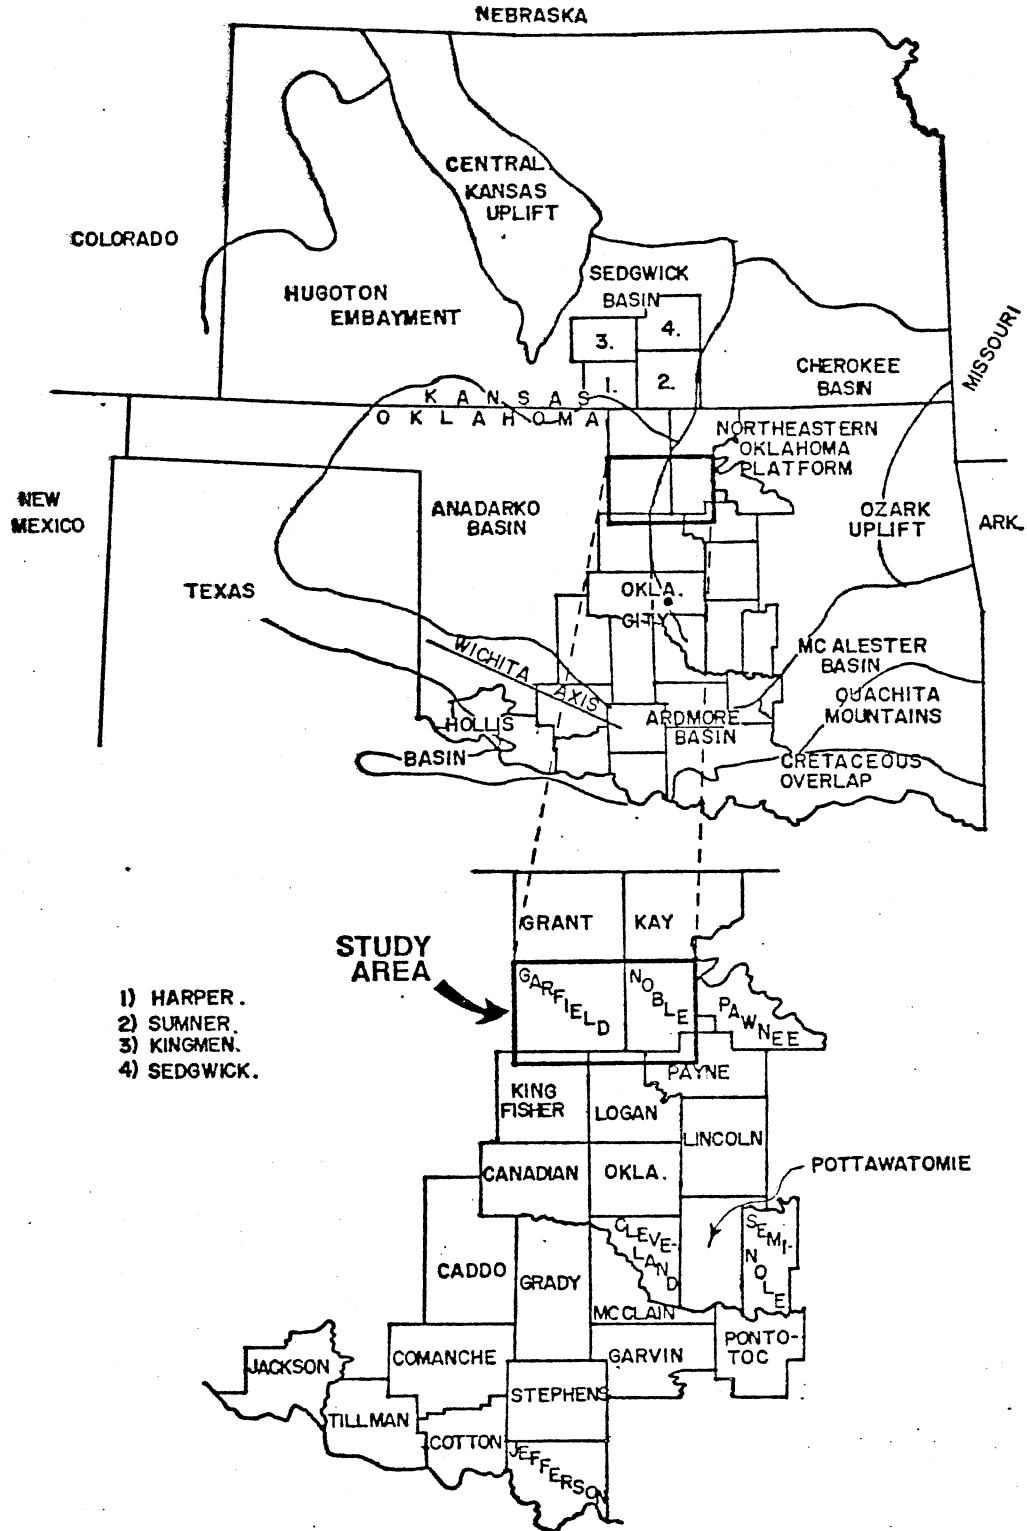 NEBRASKA
CENTRAL
KANSAS
UPLIFT
COLORADO
SEDGWICK
BASIN
HUGOTON
EMBAYMENT
3.
4.
1.
2.
MISSOURI
CHEROKEE
BASIN
KANSAS
OKLAHOMA
NORTHEASTERN
OKLAHOMA
PLATFORM
NEW
MEXICO
ANADARKO
BASIN
OZARK
UPLIFT
ARK.
TEXAS
OKLA.
CITY
WICHITA AXIS
MC ALESTER
BASIN
OUACHITA
MOUNTAINS
HOLLIS
BASIN
ARDMORE
BASIN
CRETACEOUS
OVERLAP
GRANT
KAY
STUDY
AREA
GARFIELD
NOBLE
PAWNEE
1) HARPER.
2) SUMNER.
3) KINGMEN.
4) SEDGWICK.
KING
FISHER
PAYNE
LOGAN
LINCOLN
CANADIAN
OKLA.
POTTAWATOMIE
CLEVE-
LAND
SEMI-
NOLE
CADDO
GRADY
MC CLAIN
JACKSON
COMANCHE
GARVIN
PONTO-
TOC
STEPHENS
TILLMAN
COTTON
JEFFERSON